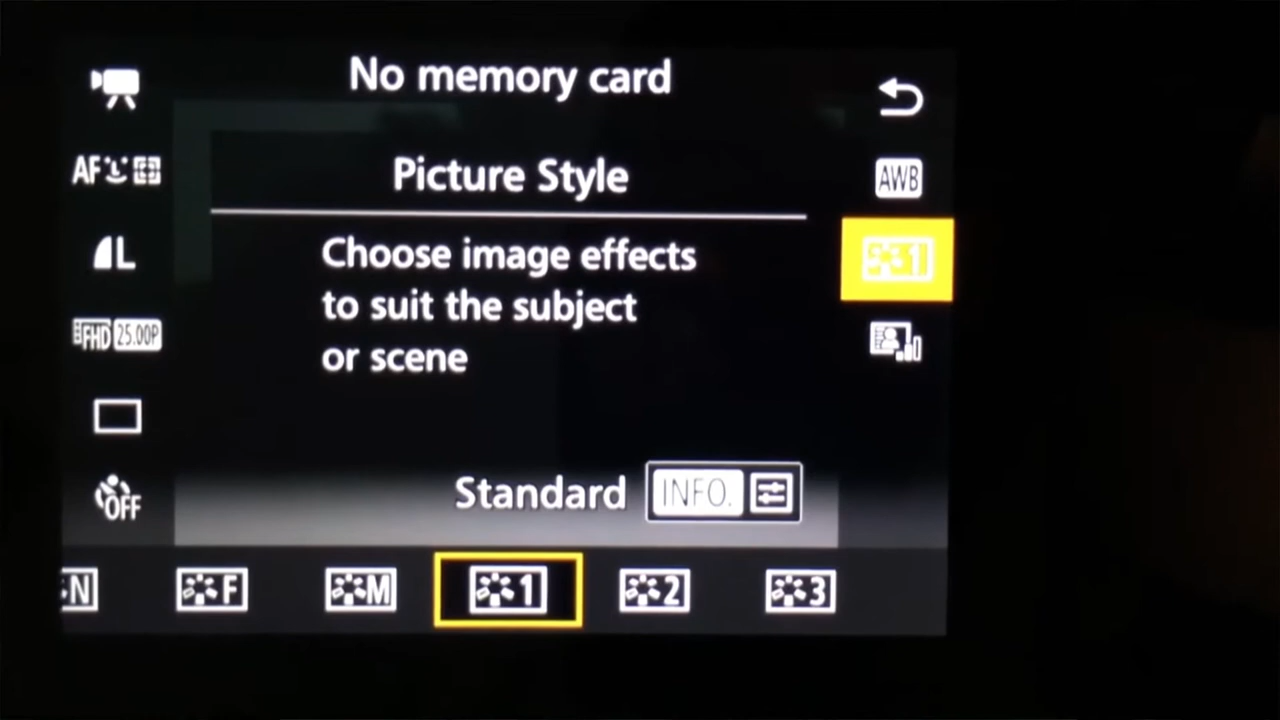 No memory card
AF
Picture Style
AWB
Choose image effects
to suit the subject
or scene
L
1
FHD 25.00P
Standard INFO.
OFF
N F M 1 2 3